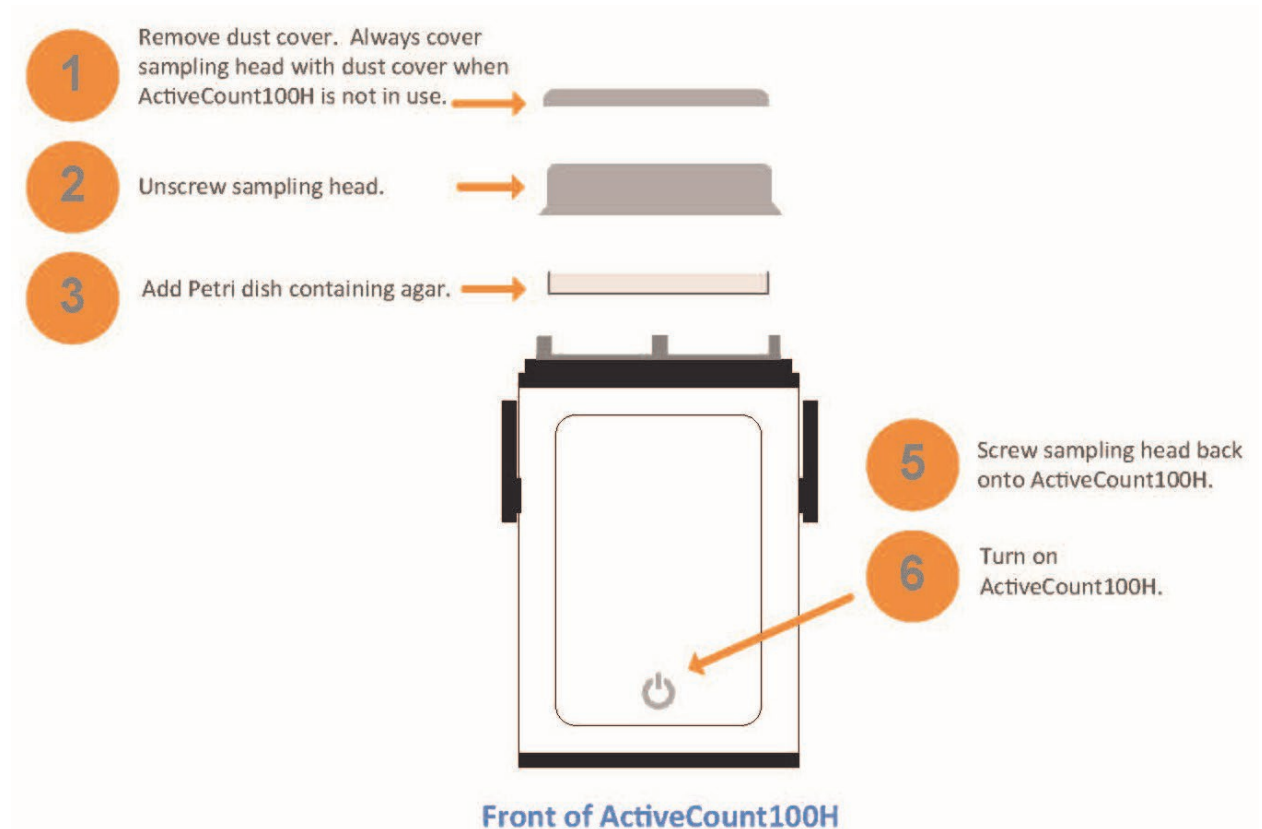 1
Remove dust cover.  Always cover
sampling head with dust cover when
ActiveCount100H is not in use.
2
Unscrew sampling head.
3
Add Petri dish containing agar.
5
Screw sampling head back
onto ActiveCount100H.
6
Turn on
ActiveCount100H.
Front of ActiveCount100H